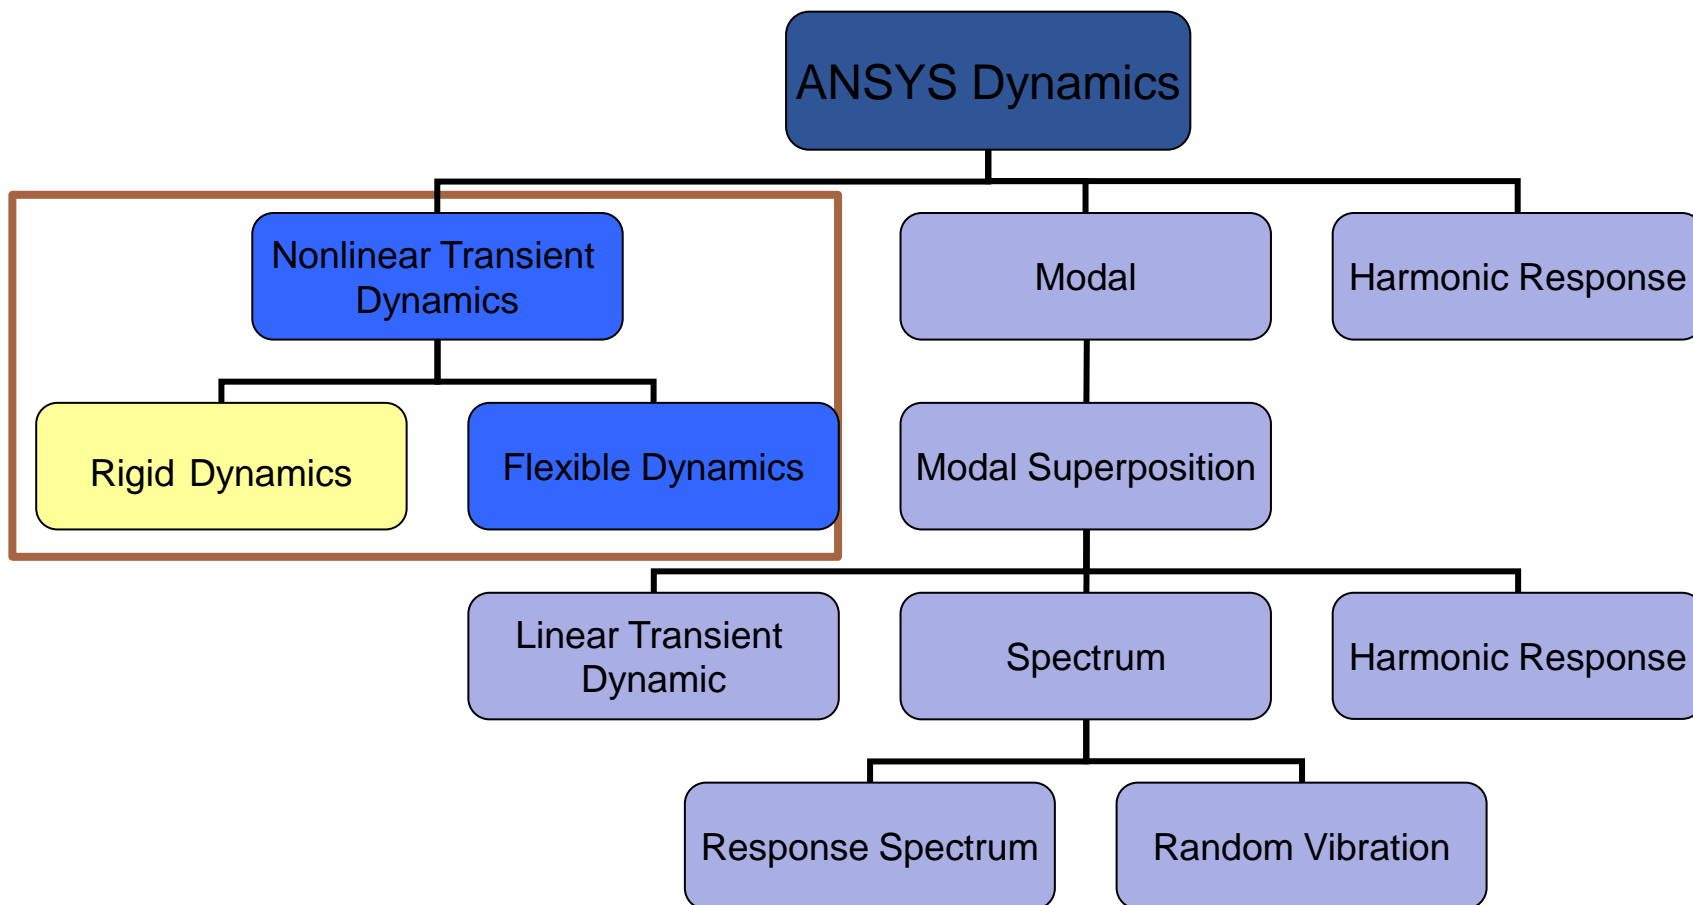 ANSYS Dynamics
Nonlinear Transient
Dynamics
Modal
Harmonic Response
Rigid Dynamics
Flexible Dynamics
Modal Superposition
Linear Transient
Dynamic
Spectrum
Harmonic Response
Response Spectrum
Random Vibration